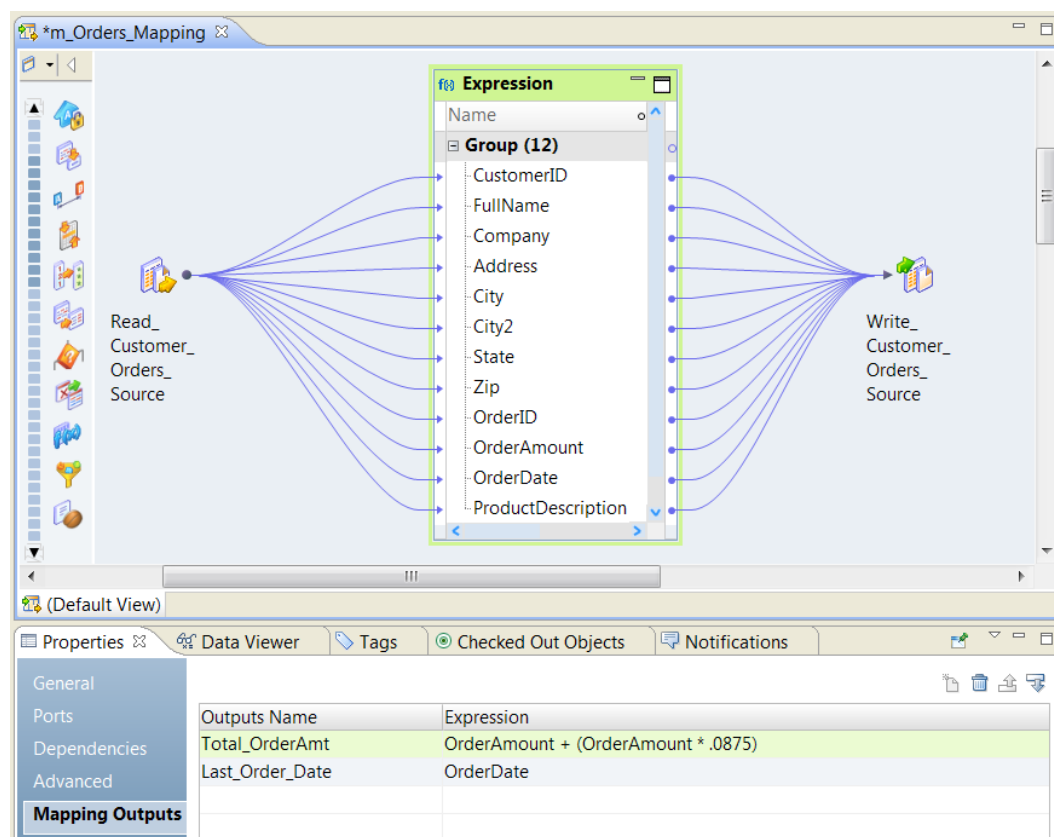 *m_Orders_Mapping
f(x) Expression
Name
Group (12)
CustomerID
FullName
Company
Address
City
City2
State
Zip
OrderID
OrderAmount
OrderDate
ProductDescription
Read_
Customer_
Orders_
Source
Write_
Customer_
Orders_
Source
(Default View)
Properties Data Viewer Tags Checked Out Objects Notifications
General
Ports
Dependencies
Advanced
Mapping Outputs
Outputs Name Expression
Total_OrderAmt OrderAmount + (OrderAmount * .0875)
Last_Order_Date OrderDate